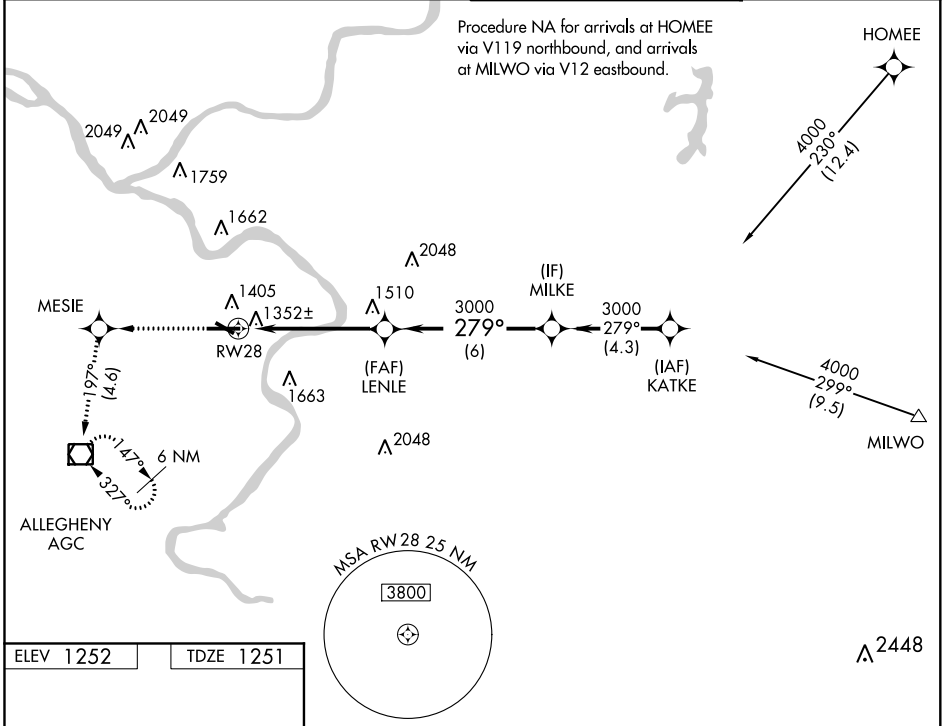 Procedure NA for arrivals at HOMEE
via V119 northbound, and arrivals
at MILWO via V12 eastbound.
HOMEE
4000
230°
(12.4)
2049
2049
1759
1662
2048
1405
1352±
1510
MESIE
RW28
(FAF)
LENLE
3000
279°
(6)
(IF)
MILKE
3000
279°
(4.3)
(IAF)
KATKE
4000
299°
(9.5)
MILWO
197°
(4.6)
1663
2048
147°
6 NM
327°
ALLEGHENY
AGC
MSA RW28 25 NM
3800
2448
ELEV 1252
TDZE 1251